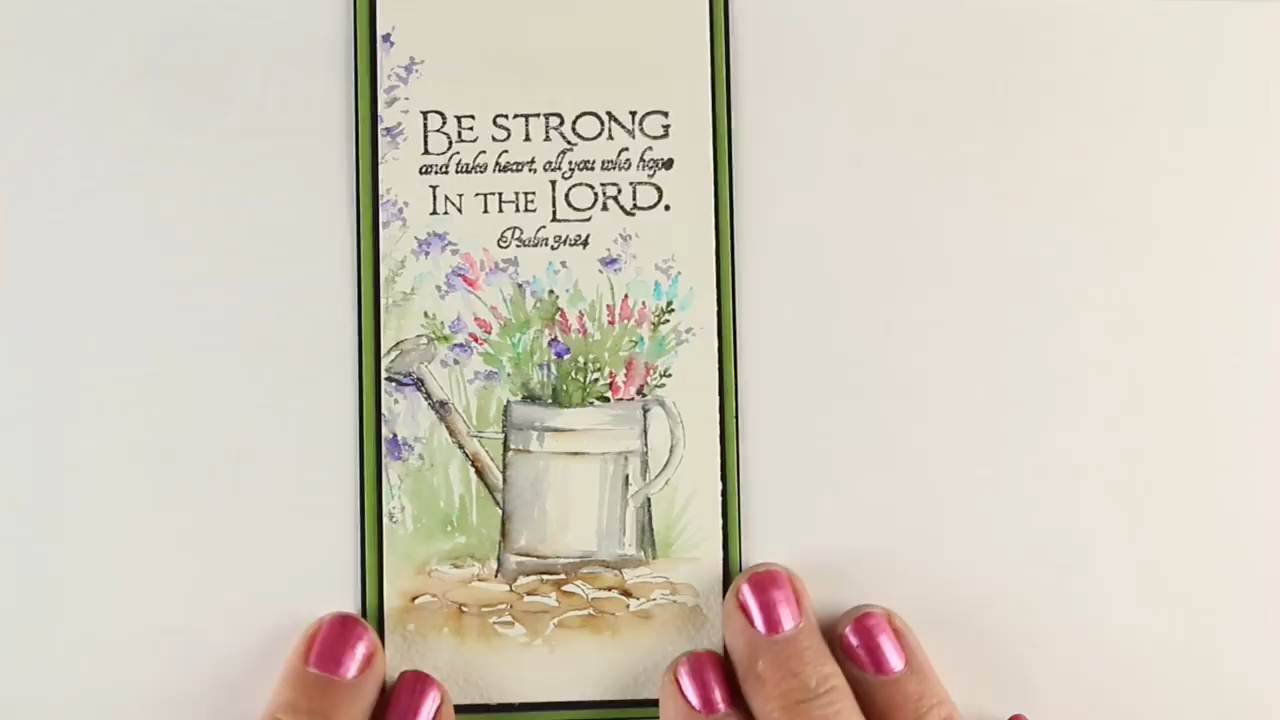 BE STRONG
and take heart, all you who hope
IN THE LORD.
Psalm 31:24